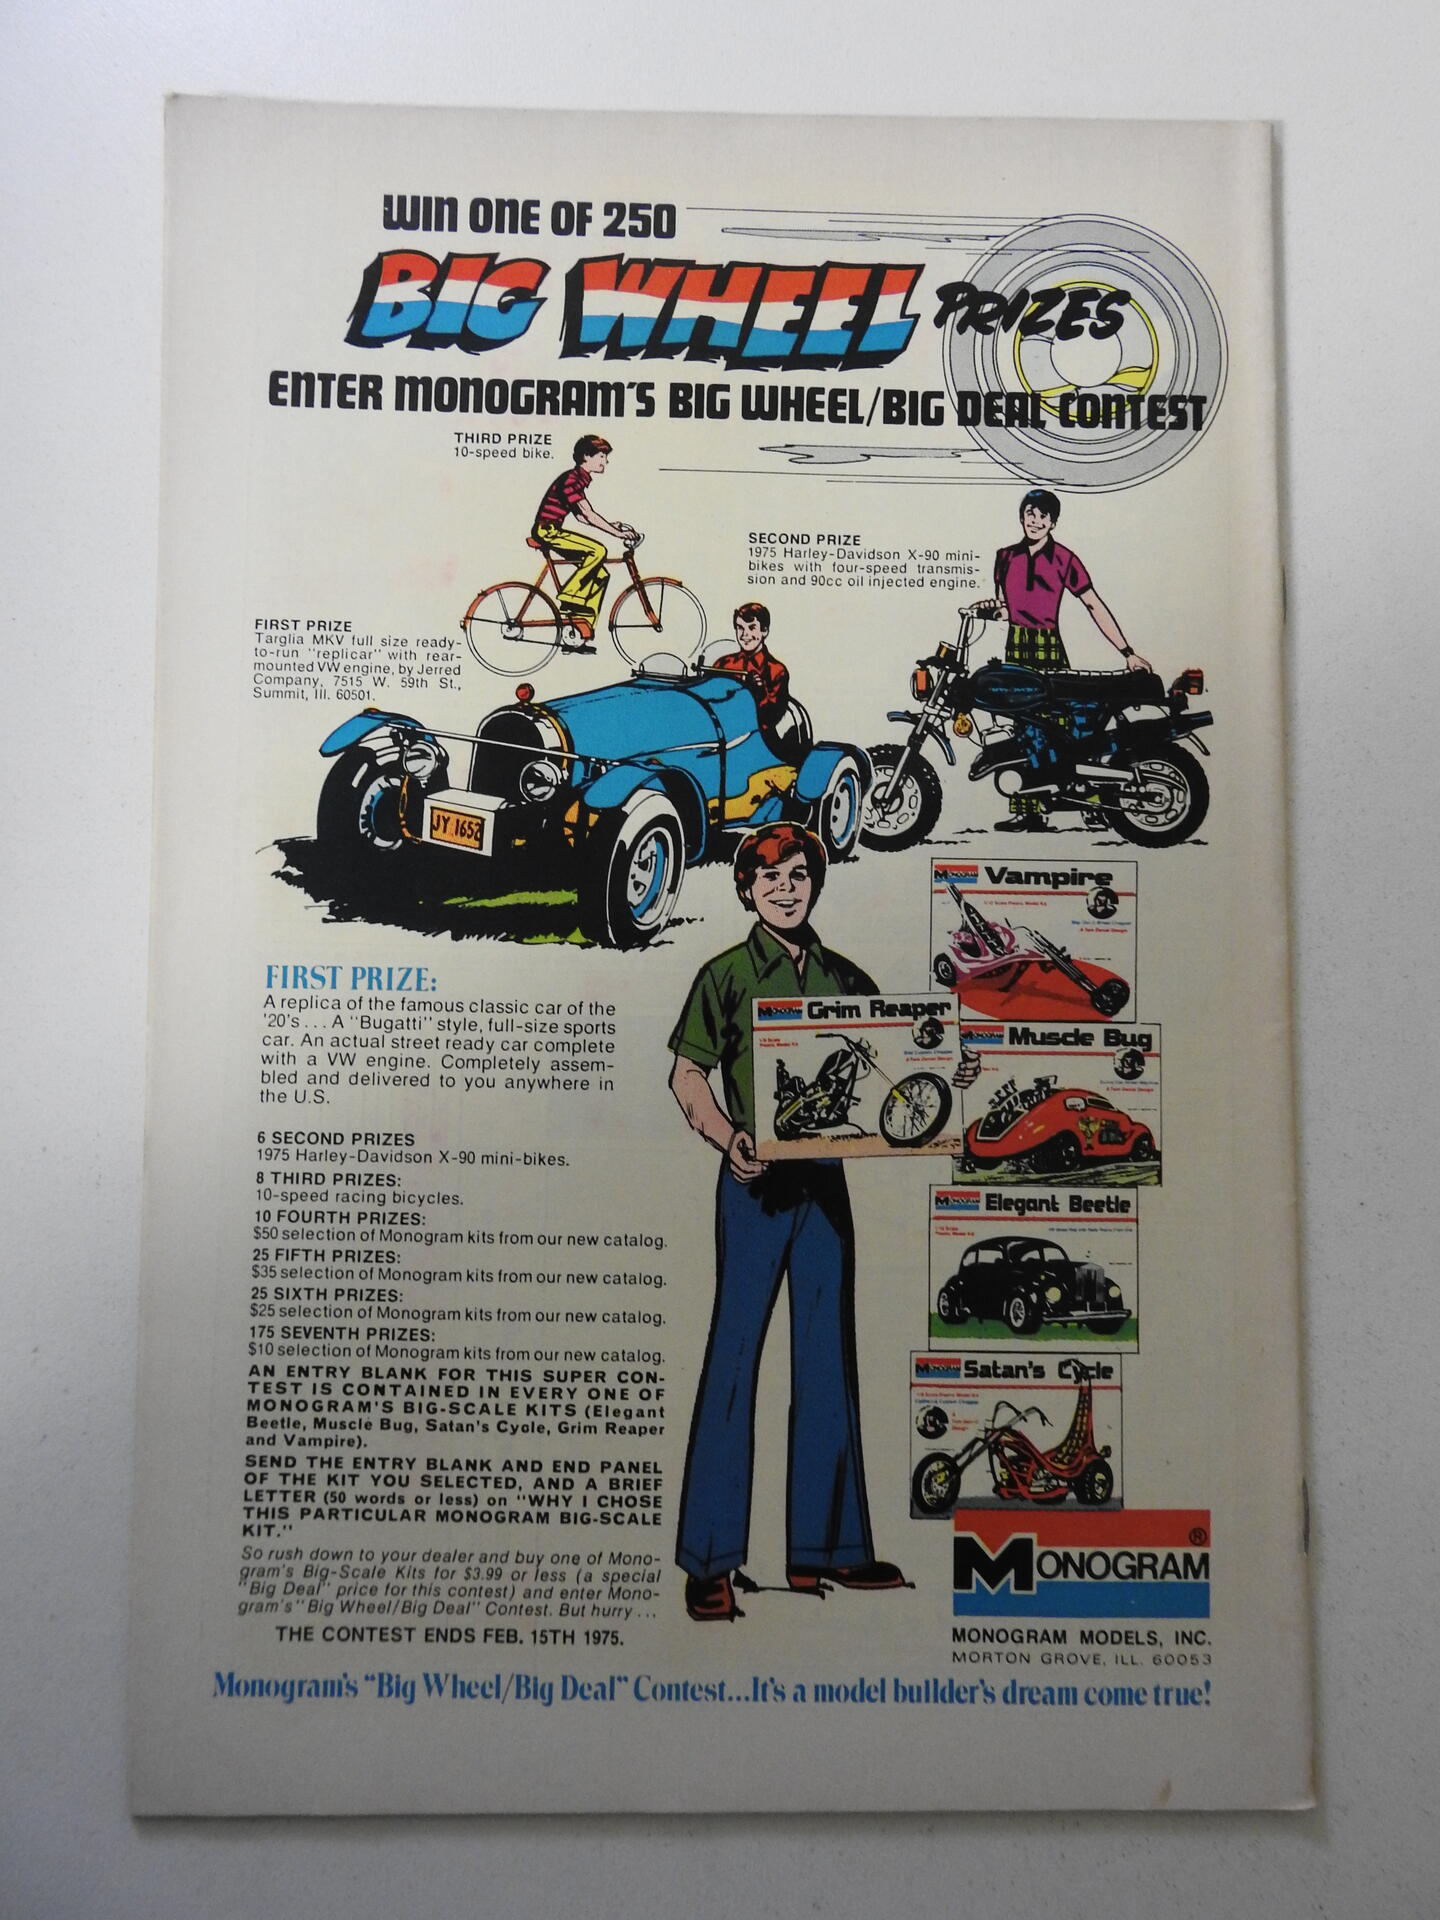 WIN ONE OF 250
BIG WHEEL PRIZES
ENTER MONOGRAM'S BIG WHEEL/BIG DEAL CONTEST
THIRD PRIZE
10-speed bike.
SECOND PRIZE
1975 Harley-Davidson X-90 mini-
bikes with four-speed transmis-
sion and 90cc oil injected engine.
FIRST PRIZE
Targlia MKV full size ready-
to-run "replicar" with rear-
mounted VW engine, by Jerred
Company, 7515 W. 59th St.,
Summit, Ill. 60501.
JY 1652
FIRST PRIZE:
A replica of the famous classic car of the
'20's . . . A "Bugatti" style, full-size sports
car. An actual street ready car complete
with a VW engine. Completely assem-
bled and delivered to you anywhere in
the U.S.
6 SECOND PRIZES
1975 Harley-Davidson X-90 mini-bikes.
8 THIRD PRIZES:
10-speed racing bicycles.
10 FOURTH PRIZES:
$50 selection of Monogram kits from our new catalog.
25 FIFTH PRIZES:
$35 selection of Monogram kits from our new catalog.
25 SIXTH PRIZES:
$25 selection of Monogram kits from our new catalog.
175 SEVENTH PRIZES:
$10 selection of Monogram kits from our new catalog.
AN ENTRY BLANK FOR THIS SUPER CON-
TEST IS CONTAINED IN EVERY ONE OF
MONOGRAM'S BIG-SCALE KITS (Elegant
Beetle, Muscle Bug, Satan's Cycle, Grim Reaper
and Vampire).
SEND THE ENTRY BLANK AND END PANEL
OF THE KIT YOU SELECTED, AND A BRIEF
LETTER (50 words or less) on "WHY I CHOSE
THIS PARTICULAR MONOGRAM BIG-SCALE
KIT."
So rush down to your dealer and buy one of Mono-
gram's Big-Scale Kits for $3.99 or less (a special
"Big Deal" price for this contest) and enter Mono-
gram's "Big Wheel/Big Deal" Contest. But hurry . . .
THE CONTEST ENDS FEB. 15TH 1975.
MONOGRAM Vampire
MONOGRAM Grim Reaper
MONOGRAM Muscle Bug
MONOGRAM Elegant Beetle
MONOGRAM Satan's Cycle
MONOGRAM ®
MONOGRAM MODELS, INC.
MORTON GROVE, ILL. 60053
Monogram's "Big Wheel/Big Deal" Contest...It's a model builder's dream come true!